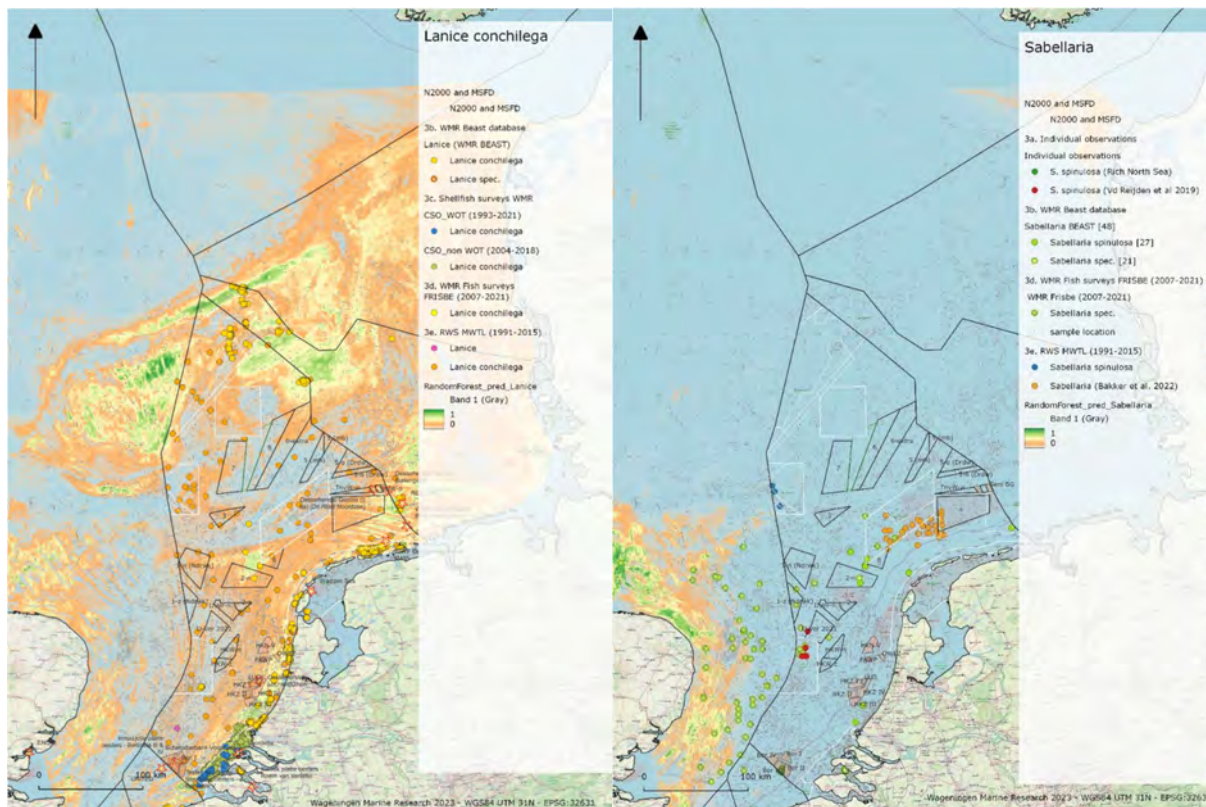 Lanice conchilega
N2000 and MSFD
N2000 and MSFD
3b. WMR Beast database
Lanice (WMR BEAST)
Lanice conchilega
Lanice spec.
3c. Shellfish surveys WMR
CSO_WOT (1993-2021)
Lanice conchilega
CSO_non WOT (2004-2018)
Lanice conchilega
3d. WMR Fish surveys
FRISBE (2007-2021)
Lanice conchilega
3e. RWS MWTL (1991-2015)
Lanice
Lanice conchilega
RandomForest_pred_Lanice
Band 1 (Gray)
1
0
0
100 km
Wageningen Marine Research 2023 - WGS84 UTM 31N - EPSG:32631
Sabellaria
N2000 and MSFD
N2000 and MSFD
3a. Individual observations
Individual observations
S. spinulosa (Rich North Sea)
S. spinulosa (Vd Reijden et al 2019)
3b. WMR Beast database
Sabellaria BEAST [48]
Sabellaria spinulosa [27]
Sabellaria spec. [21]
3d. WMR Fish surveys FRISBE (2007-2021)
WMR Frisbe (2007-2021)
Sabellaria spec.
sample location
3e. RWS MWTL (1991-2015)
Sabellaria spinulosa
Sabellaria (Bakker et al. 2022)
RandomForest_pred_Sabellaria
Band 1 (Gray)
1
0
0
100 km
Wageningen Marine Research 2023 - WGS84 UTM 31N - EPSG:3263